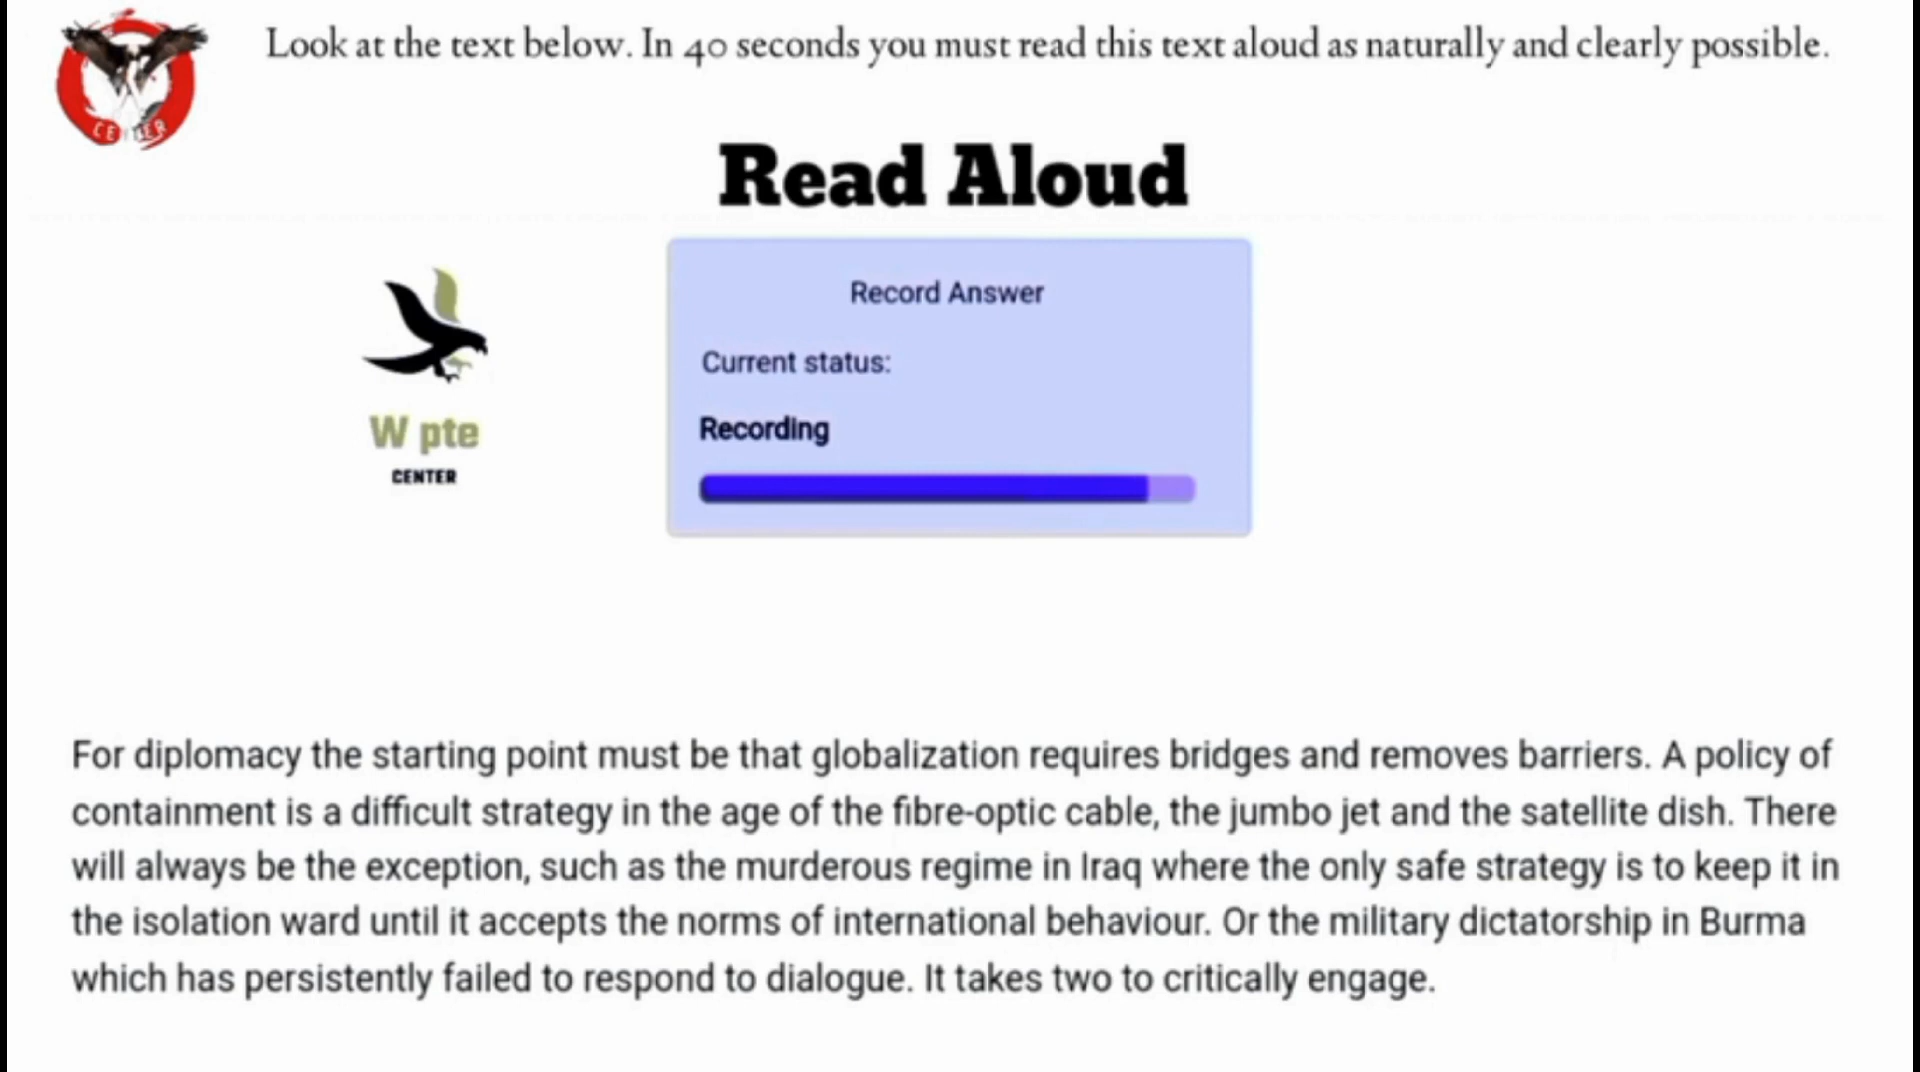 Look at the text below. In 40 seconds you must read this text aloud as naturally and clearly possible.
CENTER
Read Aloud
Record Answer
Current status:
Recording
W pte
CENTER
For diplomacy the starting point must be that globalization requires bridges and removes barriers. A policy of
containment is a difficult strategy in the age of the fibre-optic cable, the jumbo jet and the satellite dish. There
will always be the exception, such as the murderous regime in Iraq where the only safe strategy is to keep it in
the isolation ward until it accepts the norms of international behaviour. Or the military dictatorship in Burma
which has persistently failed to respond to dialogue. It takes two to critically engage.